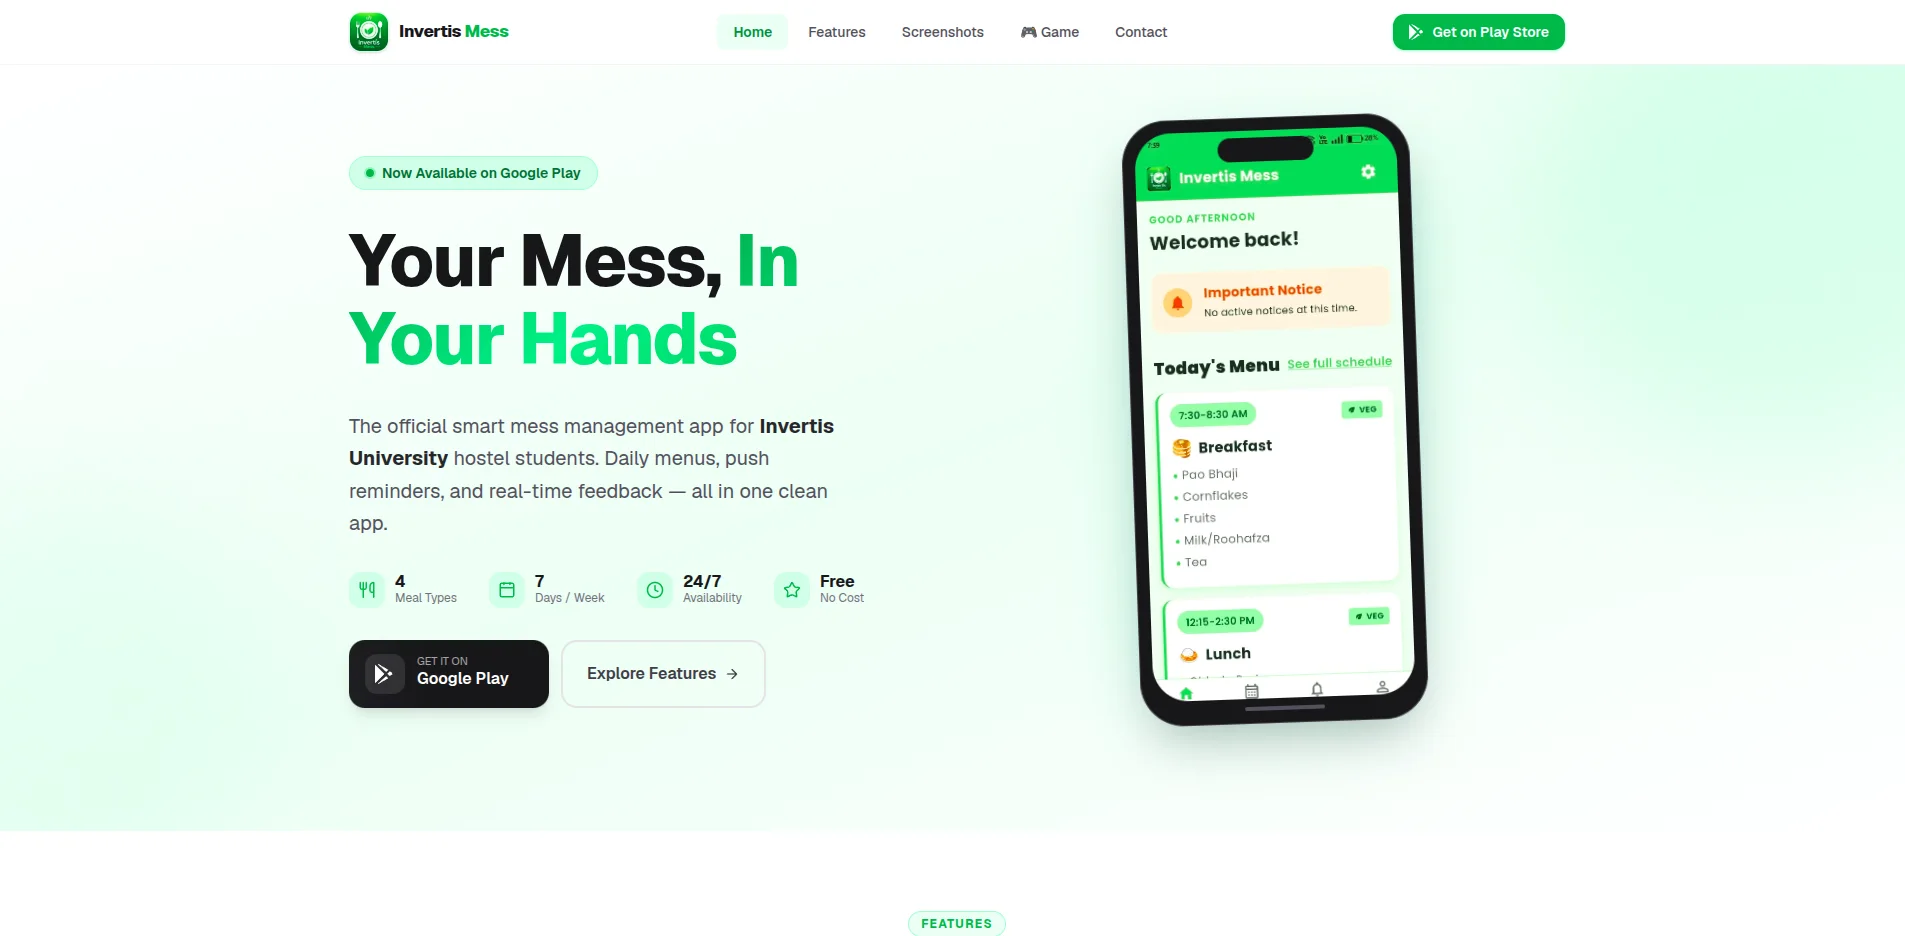 Invertis Mess
Home
Features
Screenshots
🎮 Game
Contact
Get on Play Store
Now Available on Google Play
Your Mess, In
Your Hands
The official smart mess management app for Invertis
University hostel students. Daily menus, push
reminders, and real-time feedback — all in one clean
app.
4
Meal Types
7
Days / Week
24/7
Availability
Free
No Cost
GET IT ON
Google Play
Explore Features →
7:39
Invertis Mess
GOOD AFTERNOON
Welcome back!
Important Notice
No active notices at this time.
Today's Menu
See full schedule
7:30-8:30 AM
VEG
Breakfast
• Pao Bhaji
• Cornflakes
• Fruits
• Milk/Roohafza
• Tea
12:15-2:30 PM
VEG
Lunch
FEATURES